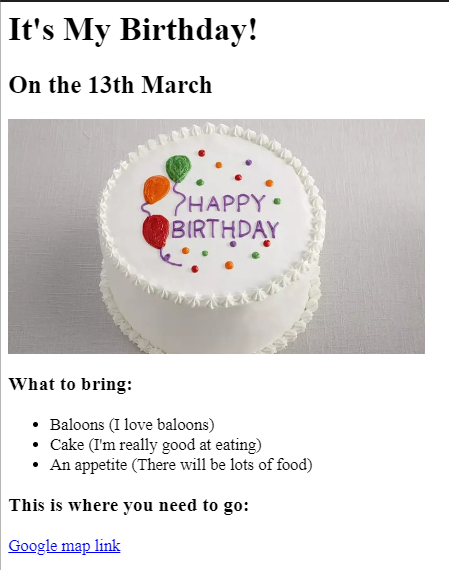 It's My Birthday!
On the 13th March
HAPPY
BIRTHDAY
What to bring:
Baloons (I love baloons)
Cake (I'm really good at eating)
An appetite (There will be lots of food)
This is where you need to go:
Google map link